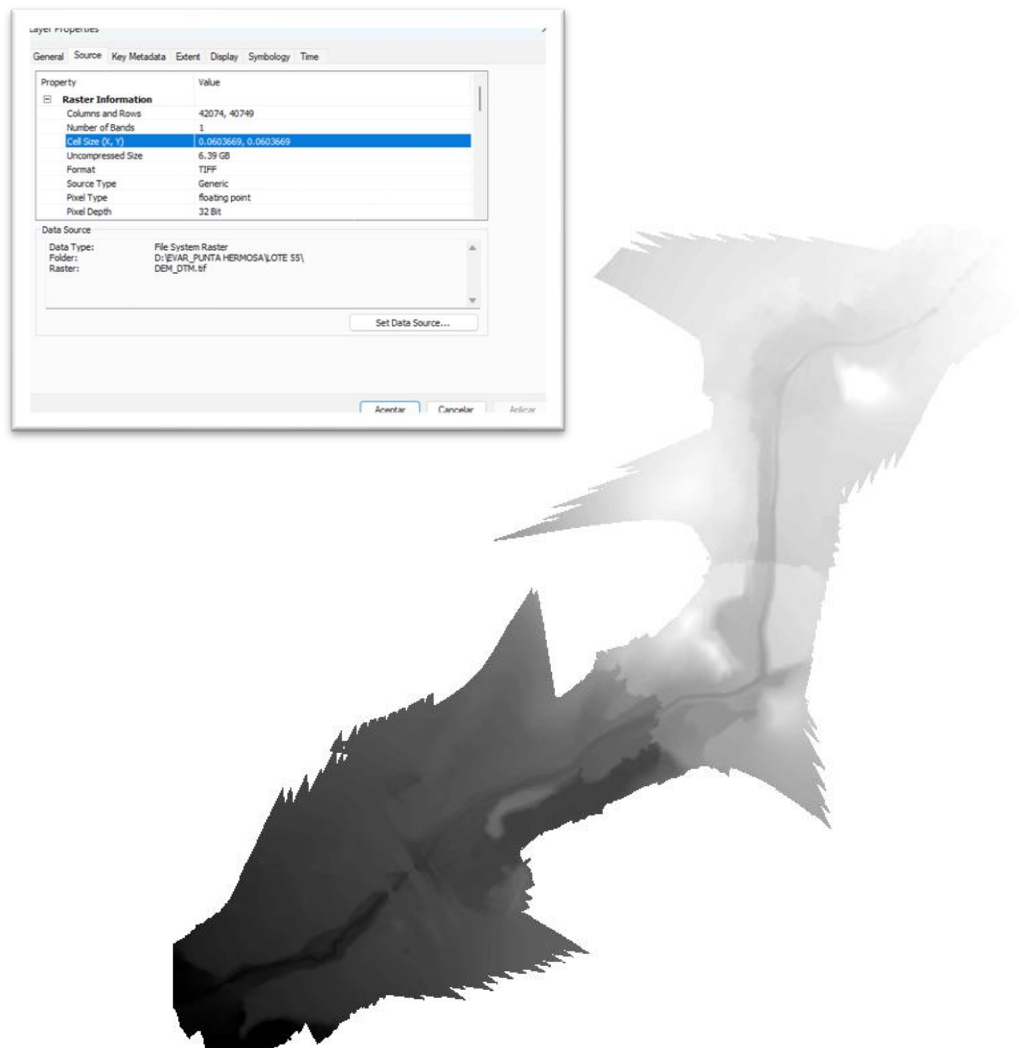 Layer Properties
General Source Key Metadata Extent Display Symbology Time
Property Value
Raster Information
Columns and Rows 42074, 40749
Number of Bands 1
Cell Size (X, Y) 0.0603669, 0.0603669
Uncompressed Size 6.39 GB
Format TIFF
Source Type Generic
Pixel Type floating point
Pixel Depth 32 Bit
Data Source
Data Type: File System Raster
Folder: D:\EVAR_PUNTA HERMOSA\LOTE 55\
Raster: DEM_DTM.tif
Set Data Source...
Aceptar Cancelar Aplicar